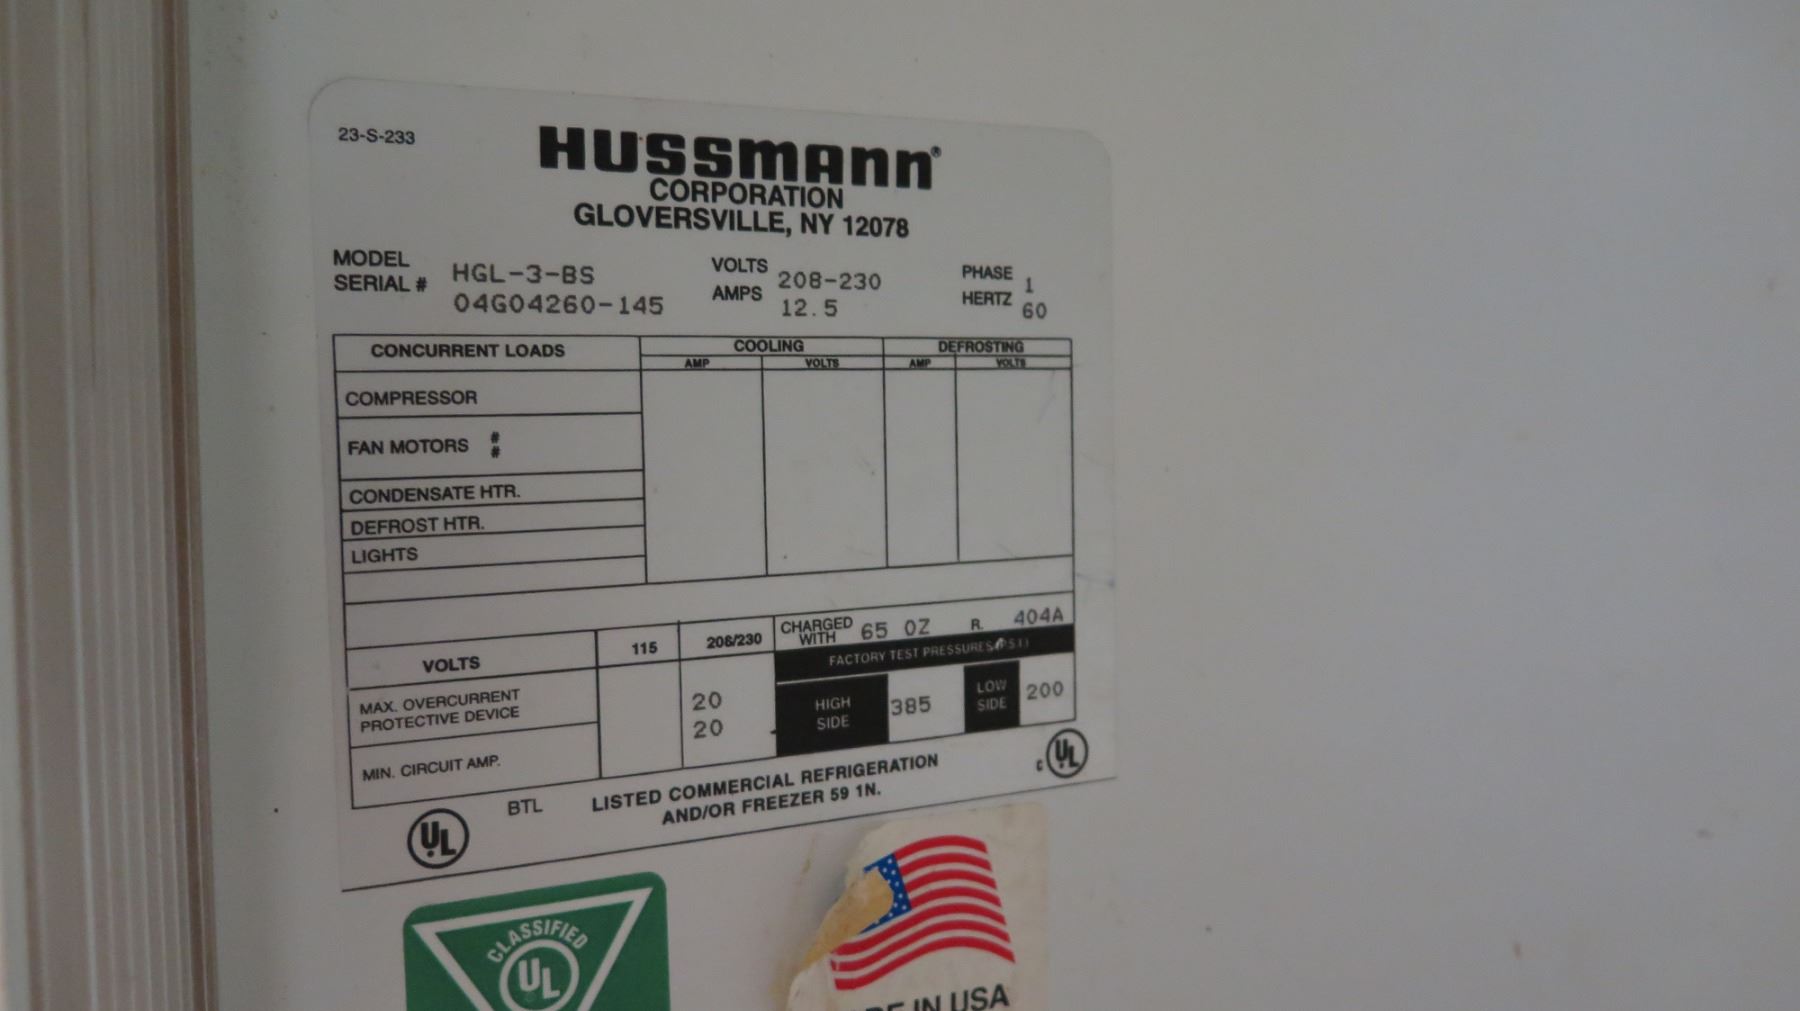 23-S-233
HUSSMANN®
CORPORATION
GLOVERSVILLE, NY 12078
MODEL HGL-3-BS
SERIAL # 04G04260-145
VOLTS 208-230
AMPS 12.5
PHASE 1
HERTZ 60
CONCURRENT LOADS
COOLING
DEFROSTING
AMP VOLTS AMP VOLTS
COMPRESSOR
FAN MOTORS #
#
CONDENSATE HTR.
DEFROST HTR.
LIGHTS
VOLTS 115 208/230
MAX. OVERCURRENT
PROTECTIVE DEVICE
20
MIN. CIRCUIT AMP.
20
CHARGED
WITH
65 OZ R. 404A
FACTORY TEST PRESSURES (PSI)
HIGH
SIDE
385
LOW
SIDE
200
UL
BTL
LISTED COMMERCIAL REFRIGERATION
AND/OR FREEZER 59 1N.
C UL
CLASSIFIED
UL
IN USA